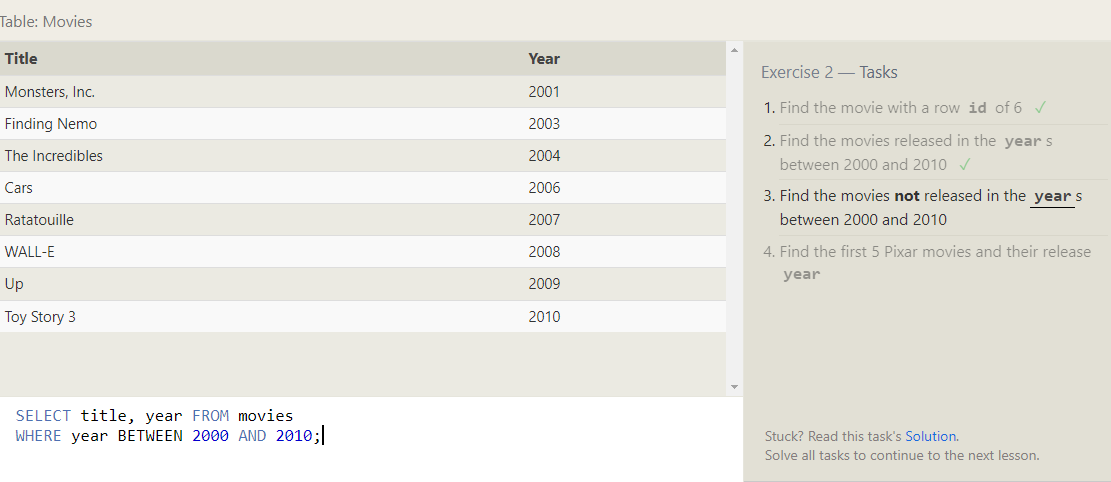 Table: Movies
Title Year
Monsters, Inc. 2001
Finding Nemo 2003
The Incredibles 2004
Cars 2006
Ratatouille 2007
WALL-E 2008
Up 2009
Toy Story 3 2010
SELECT title, year FROM movies
WHERE year BETWEEN 2000 AND 2010;
Exercise 2 — Tasks
1. Find the movie with a row id of 6 ✓
2. Find the movies released in the year s
between 2000 and 2010 ✓
3. Find the movies not released in the year s
between 2000 and 2010
4. Find the first 5 Pixar movies and their release
year
Stuck? Read this task's Solution.
Solve all tasks to continue to the next lesson.